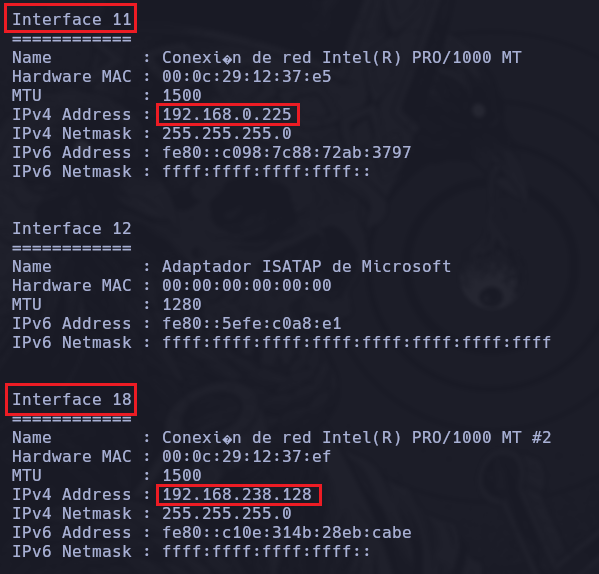 Interface 11
============
Name         : Conexi�n de red Intel(R) PRO/1000 MT
Hardware MAC : 00:0c:29:12:37:e5
MTU          : 1500
IPv4 Address : 192.168.0.225
IPv4 Netmask : 255.255.255.0
IPv6 Address : fe80::c098:7c88:72ab:3797
IPv6 Netmask : ffff:ffff:ffff:ffff::
Interface 12
============
Name         : Adaptador ISATAP de Microsoft
Hardware MAC : 00:00:00:00:00:00
MTU          : 1280
IPv6 Address : fe80::5efe:c0a8:e1
IPv6 Netmask : ffff:ffff:ffff:ffff:ffff:ffff:ffff:ffff
Interface 18
============
Name         : Conexi�n de red Intel(R) PRO/1000 MT #2
Hardware MAC : 00:0c:29:12:37:ef
MTU          : 1500
IPv4 Address : 192.168.238.128
IPv4 Netmask : 255.255.255.0
IPv6 Address : fe80::c10e:314b:28eb:cabe
IPv6 Netmask : ffff:ffff:ffff:ffff::